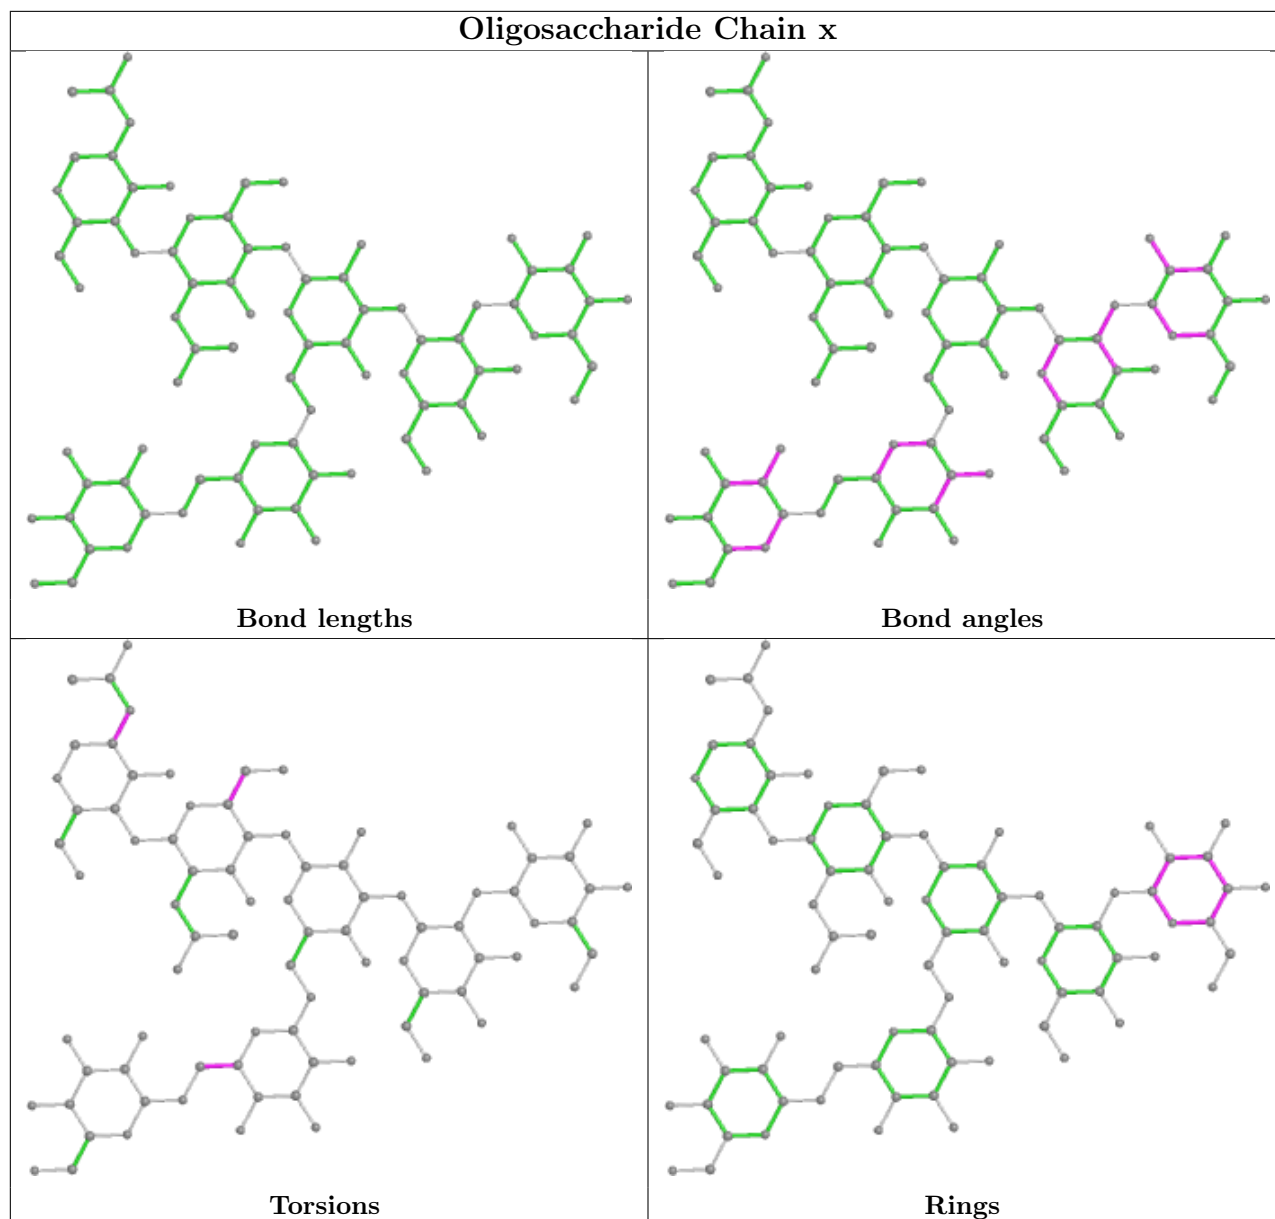 Oligosaccharide Chain x
Bond lengths
Bond angles
Torsions
Rings